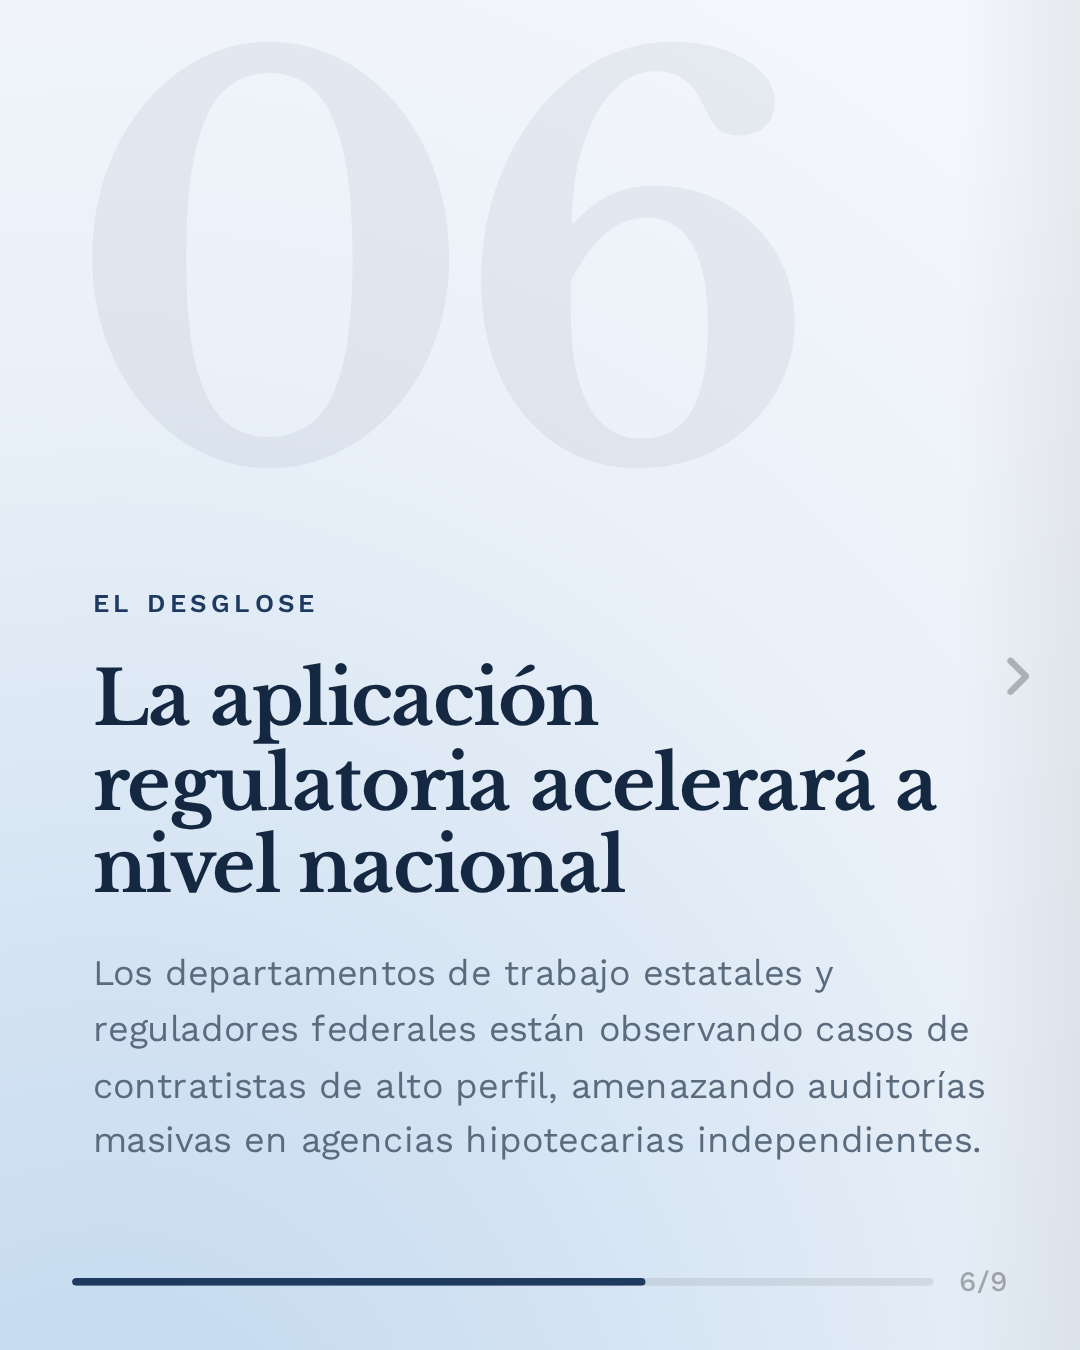 06
EL DESGLOSE
La aplicación
regulatoria acelerará a
nivel nacional
Los departamentos de trabajo estatales y
reguladores federales están observando casos de
contratistas de alto perfil, amenazando auditorías
masivas en agencias hipotecarias independientes.
6/9